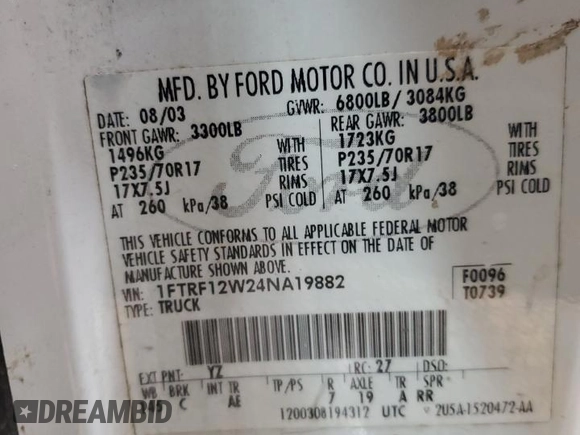 MFD. BY FORD MOTOR CO. IN U.S.A.
DATE: 08/03 GVWR: 6800LB/ 3084KG
FRONT GAWR: 3300LB REAR GAWR: 3800LB
1496KG WITH 1723KG WITH
P235/70R17 TIRES P235/70R17 TIRES
17X7.5J RIMS 17X7.5J RIMS
AT 260 kPa/38 PSI COLD AT 260 kPa/38 PSI COLD
Ford
THIS VEHICLE CONFORMS TO ALL APPLICABLE FEDERAL MOTOR
VEHICLE SAFETY STANDARDS IN EFFECT ON THE DATE OF
MANUFACTURE SHOWN ABOVE.
VIN: 1FTRF12W24NA19882 F0096
TYPE: TRUCK T0739
EXT PNT: YZ RC: 27 DSO:
WB BRK INT TR TP/PS R AXLE TR SPR
145 C AE 7 19 A RR
1200308194312 UTC 2U5A-1520472-AA
DREAMBID